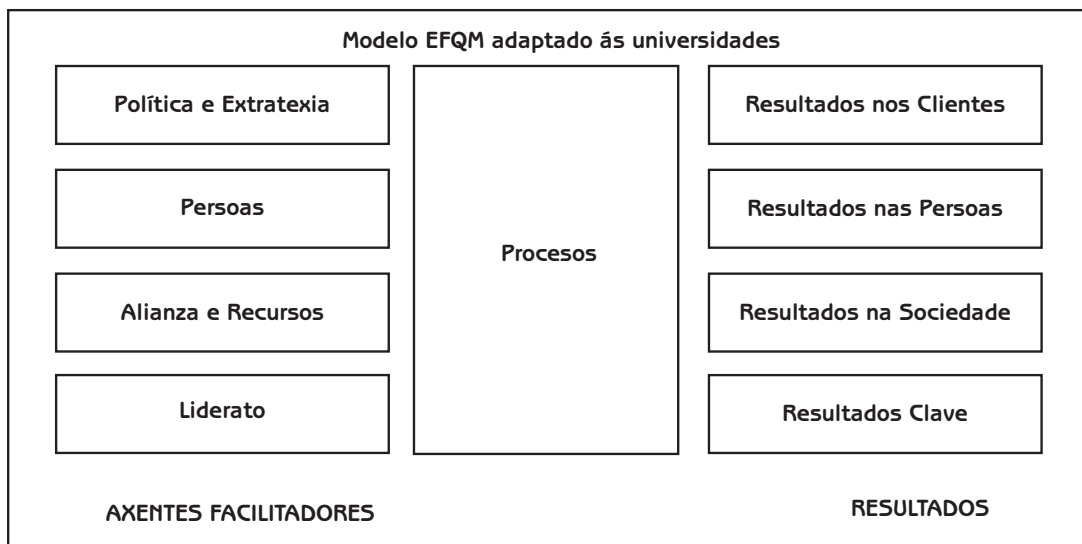 Modelo EFQM adaptado ás universidades
Política e Extratexia
Persoas
Alianza e Recursos
Liderato
Procesos
Resultados nos Clientes
Resultados nas Persoas
Resultados na Sociedade
Resultados Clave
AXENTES FACILITADORES
RESULTADOS